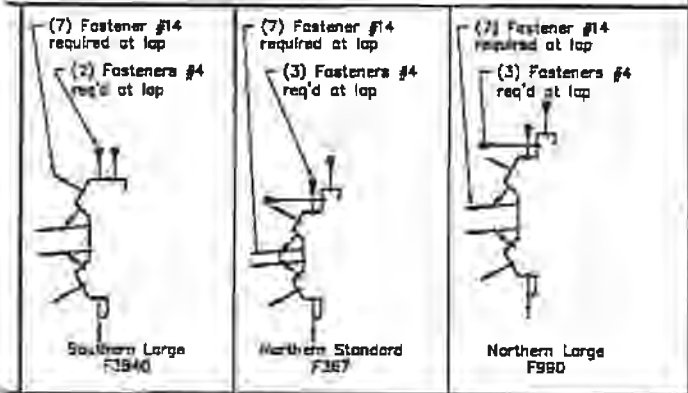 (7) Fastener #14
required at lap
(2) Fasteners #4
req'd at lap
Southern Large
(7) Fastener #14
required at lap
(3) Fasteners #4
req'd at lap
Northern Standard
F367
(7) Fastener #14
required at lap
(3) Fasteners #4
req'd at lap
Northern Large
F990